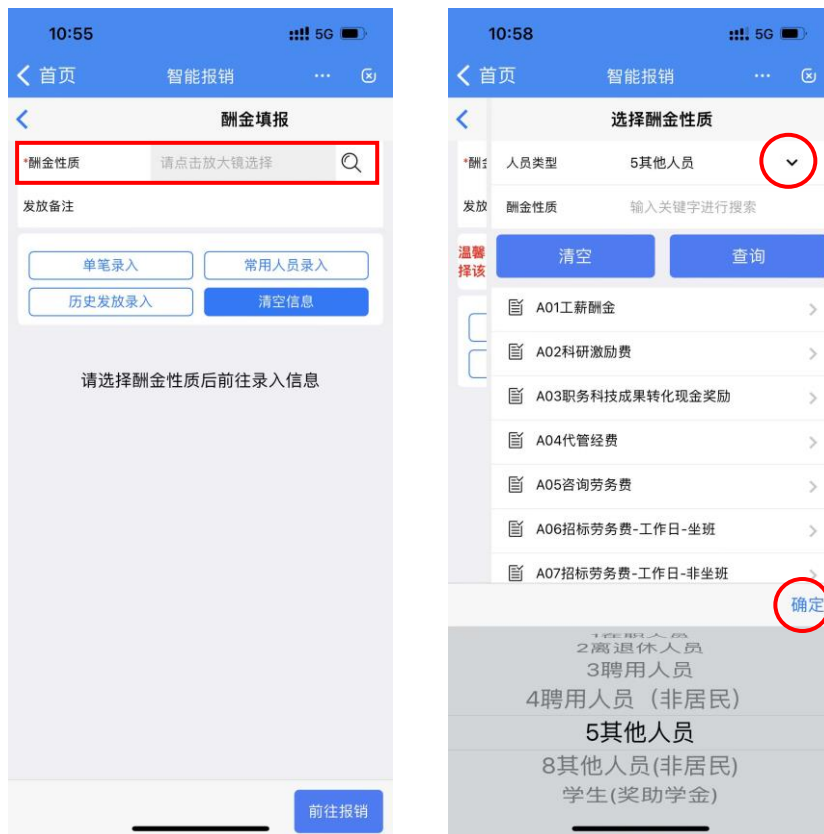 10:55
5G
首页
智能报销
酬金填报
*酬金性质
请点击放大镜选择
发放备注
单笔录入
常用人员录入
历史发放录入
清空信息
请选择酬金性质后前往录入信息
前往报销
10:58
5G
首页
智能报销
选择酬金性质
*酬
人员类型
5其他人员
发放
酬金性质
输入关键字进行搜索
温馨
择该
清空
查询
A01工薪酬金
A02科研激励费
A03职务科技成果转化现金奖励
A04代管经费
A05咨询劳务费
A06招标劳务费-工作日-坐班
A07招标劳务费-工作日-非坐班
确定
2离退休人员
3聘用人员
4聘用人员（非居民）
5其他人员
8其他人员(非居民)
学生(奖助学金)